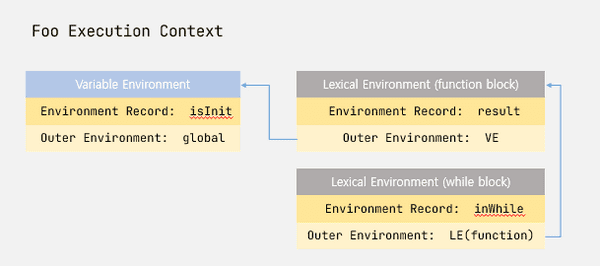 Foo Execution Context
Variable Environment
Environment Record: isInit
Outer Environment: global
Lexical Environment (function block)
Environment Record: result
Outer Environment: VE
Lexical Environment (while block)
Environment Record: inWhile
Outer Environment: LE(function)